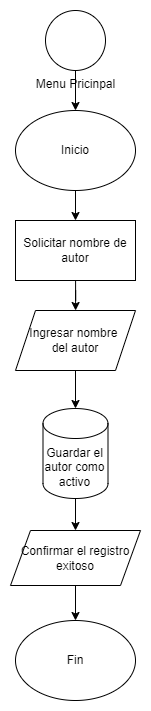 Menu Pricinpal
Inicio
Solicitar nombre de
autor
Ingresar nombre
del autor
Guardar el
autor como
activo
Confirmar el registro
exitoso
Fin